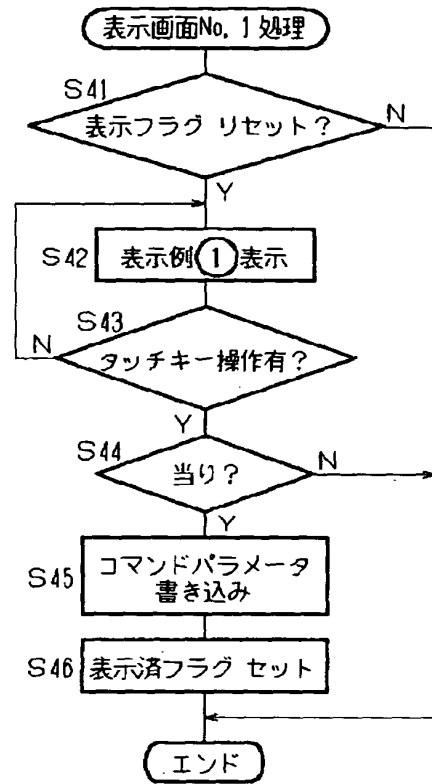 表示画面No. 1 処理
S41
表示フラグ リセット?
N
Y
S42
表示例 ① 表示
S43
N
タッチキー操作有?
Y
S44
当り?
N
Y
S45
コマンドパラメータ
書き込み
S46
表示済フラグ セット
エンド